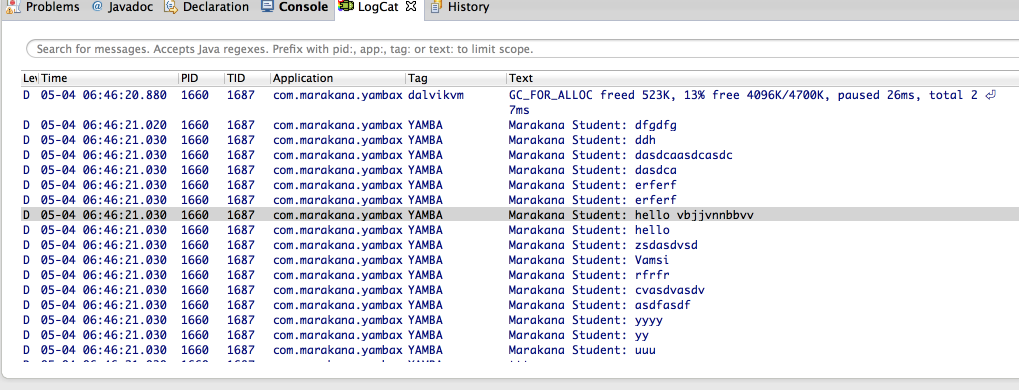 Problems @ Javadoc Declaration Console LogCat History
Search for messages. Accepts Java regexes. Prefix with pid:, app:, tag: or text: to limit scope.
Lev Time PID TID Application Tag Text
D 05-04 06:46:20.880 1660 1687 com.marakana.yambax dalvikvm GC_FOR_ALLOC freed 523K, 13% free 4096K/4700K, paused 26ms, total 2
7ms
D 05-04 06:46:21.020 1660 1687 com.marakana.yambax YAMBA Marakana Student: dfgdfg
D 05-04 06:46:21.030 1660 1687 com.marakana.yambax YAMBA Marakana Student: ddh
D 05-04 06:46:21.030 1660 1687 com.marakana.yambax YAMBA Marakana Student: dasdcaasdcasdc
D 05-04 06:46:21.030 1660 1687 com.marakana.yambax YAMBA Marakana Student: dasdca
D 05-04 06:46:21.030 1660 1687 com.marakana.yambax YAMBA Marakana Student: erferf
D 05-04 06:46:21.030 1660 1687 com.marakana.yambax YAMBA Marakana Student: erferf
D 05-04 06:46:21.030 1660 1687 com.marakana.yambax YAMBA Marakana Student: hello vbjjvnnbbvv
D 05-04 06:46:21.030 1660 1687 com.marakana.yambax YAMBA Marakana Student: hello
D 05-04 06:46:21.030 1660 1687 com.marakana.yambax YAMBA Marakana Student: zsdasdvsd
D 05-04 06:46:21.030 1660 1687 com.marakana.yambax YAMBA Marakana Student: Vamsi
D 05-04 06:46:21.030 1660 1687 com.marakana.yambax YAMBA Marakana Student: rfrfr
D 05-04 06:46:21.030 1660 1687 com.marakana.yambax YAMBA Marakana Student: cvasdvasdv
D 05-04 06:46:21.030 1660 1687 com.marakana.yambax YAMBA Marakana Student: asdfasdf
D 05-04 06:46:21.030 1660 1687 com.marakana.yambax YAMBA Marakana Student: yyyy
D 05-04 06:46:21.030 1660 1687 com.marakana.yambax YAMBA Marakana Student: yy
D 05-04 06:46:21.030 1660 1687 com.marakana.yambax YAMBA Marakana Student: uuu